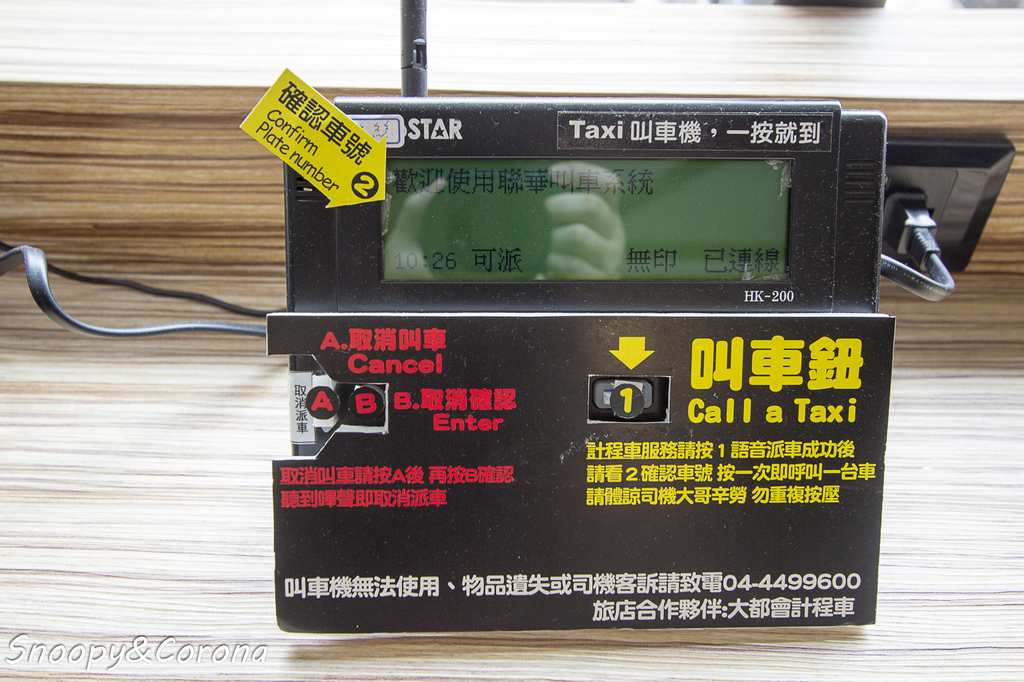 確認車號
Confirm
Plate number
2
STAR
Taxi 叫車機，一按就到
歡迎使用聯華叫車系統
10:26 可派 無印 已連線
HK-200
A.取消叫車
Cancel
取消派車
A B
B.取消確認
Enter
取消叫車請按A後 再按B確認
聽到嗶聲即取消派車
1
叫車鈕
Call a Taxi
計程車服務請按1語音派車成功後
請看2確認車號 按一次即呼叫一台車
請體諒司機大哥辛勞 勿重複按壓
叫車機無法使用、物品遺失或司機客訴請致電04-4499600
旅店合作夥伴:大都會計程車
Snoopy&Corona